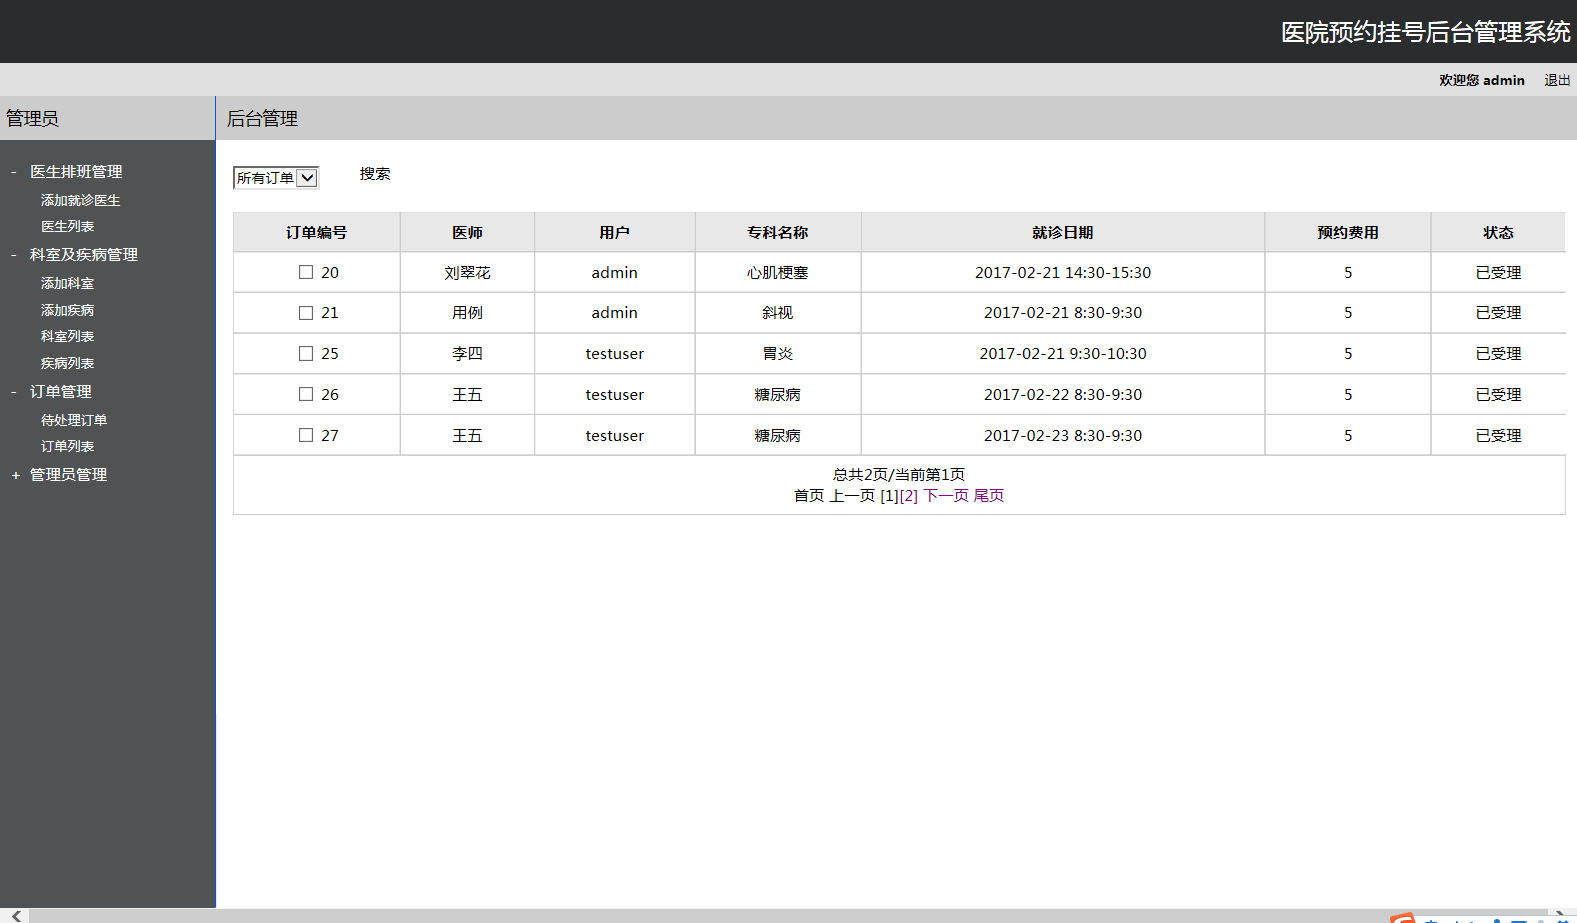 医院预约挂号后台管理系统
欢迎您 admin 退出
管理员
后台管理
- 医生排班管理
添加就诊医生
医生列表
- 科室及疾病管理
添加科室
添加疾病
科室列表
疾病列表
- 订单管理
待处理订单
订单列表
+ 管理员管理
所有订单 搜索
订单编号 医师 用户 专科名称 就诊日期 预约费用 状态
20 刘翠花 admin 心肌梗塞 2017-02-21 14:30-15:30 5 已受理
21 用例 admin 斜视 2017-02-21 8:30-9:30 5 已受理
25 李四 testuser 胃炎 2017-02-21 9:30-10:30 5 已受理
26 王五 testuser 糖尿病 2017-02-22 8:30-9:30 5 已受理
27 王五 testuser 糖尿病 2017-02-23 8:30-9:30 5 已受理
总共2页/当前第1页
首页 上一页 [1][2] 下一页 尾页